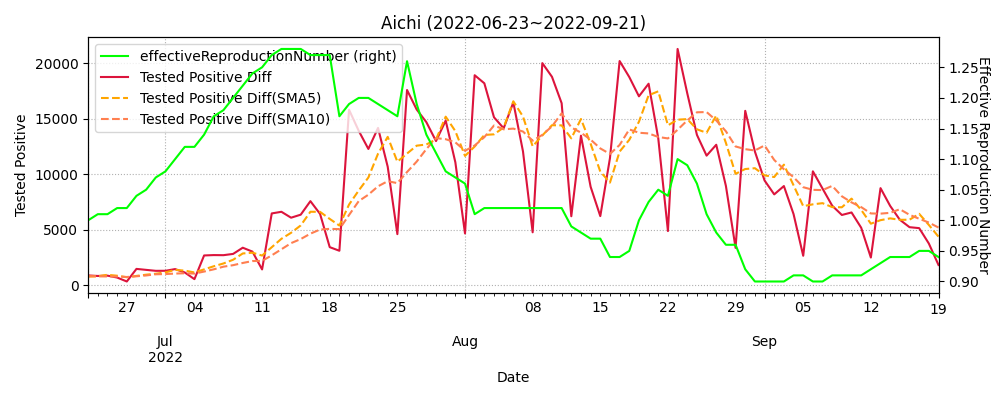 Aichi (2022-06-23~2022-09-21)
effectiveReproductionNumber (right)
Tested Positive Diff
Tested Positive Diff(SMA5)
Tested Positive Diff(SMA10)
Tested Positive
20000
15000
10000
5000
0
1.25
1.20
1.15
1.10
1.05
1.00
0.95
0.90
Effective Reproduction Number
27 04 11 18 25 08 15 22 29 05 12 19
Jul Aug Sep
2022
Date